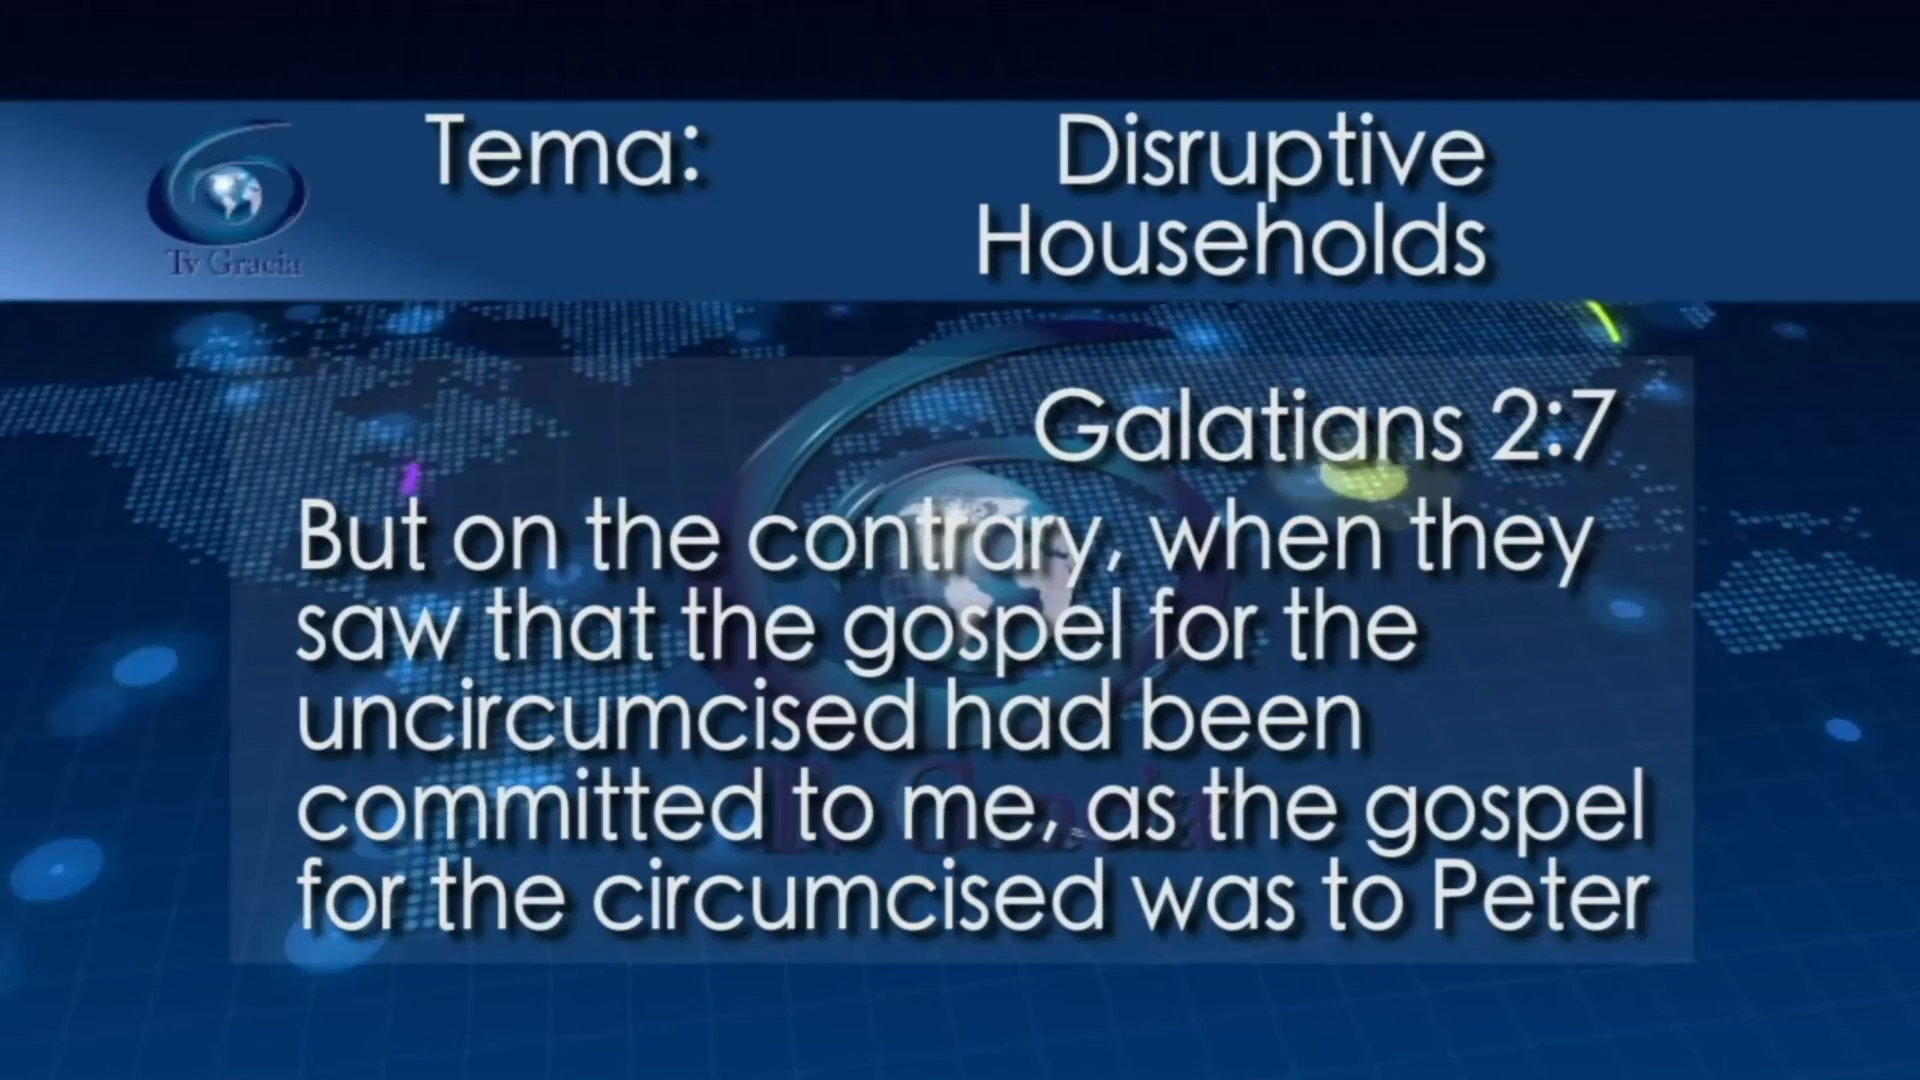 Tema: Disruptive
Households
Tv Gracia
Galatians 2:7
But on the contrary, when they
saw that the gospel for the
uncircumcised had been
committed to me, as the gospel
for the circumcised was to Peter